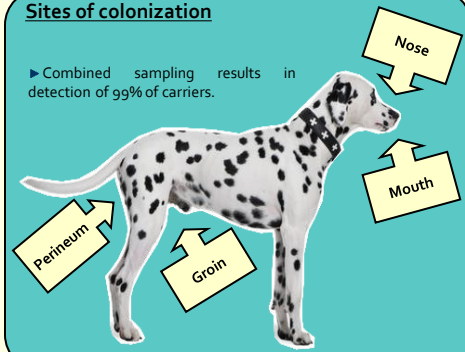 Sites of colonization
►Combined sampling results in
detection of 99% of carriers.
Nose
Mouth
Perineum
Groin